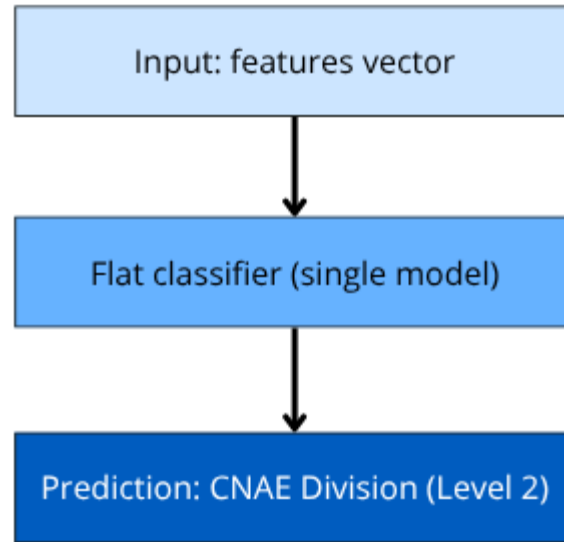 Input: features vector
Flat classifier (single model)
Prediction: CNAE Division (Level 2)